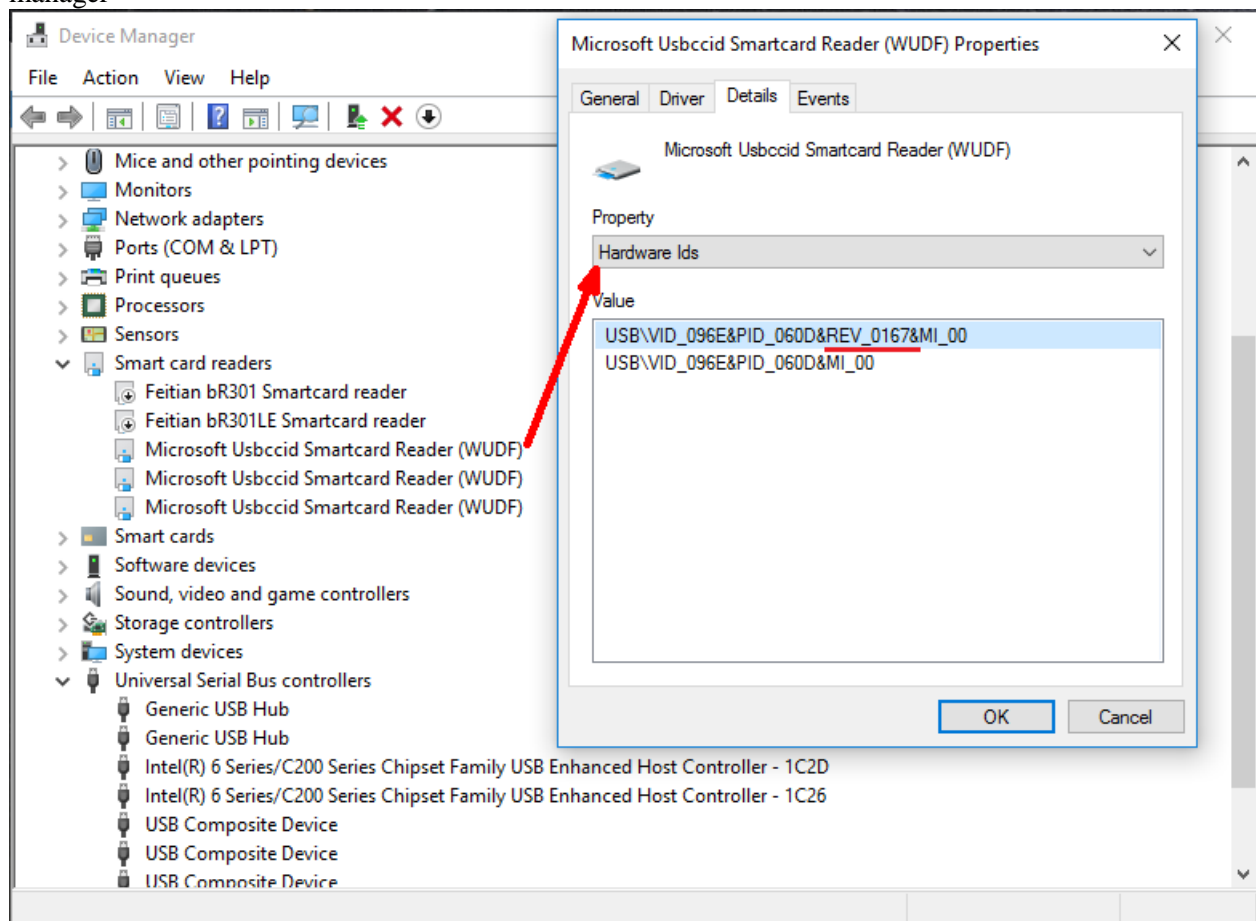 manager
Device Manager
File Action View Help
Mice and other pointing devices
Monitors
Network adapters
Ports (COM & LPT)
Print queues
Processors
Sensors
Smart card readers
Feitian bR301 Smartcard reader
Feitian bR301LE Smartcard reader
Microsoft Usbccid Smartcard Reader (WUDF)
Microsoft Usbccid Smartcard Reader (WUDF)
Microsoft Usbccid Smartcard Reader (WUDF)
Smart cards
Software devices
Sound, video and game controllers
Storage controllers
System devices
Universal Serial Bus controllers
Generic USB Hub
Generic USB Hub
Intel(R) 6 Series/C200 Series Chipset Family USB Enhanced Host Controller - 1C2D
Intel(R) 6 Series/C200 Series Chipset Family USB Enhanced Host Controller - 1C26
USB Composite Device
USB Composite Device
USB Composite Device
Microsoft Usbccid Smartcard Reader (WUDF) Properties
General Driver Details Events
Microsoft Usbccid Smartcard Reader (WUDF)
Property
Hardware Ids
Value
USB\VID_096E&PID_060D&REV_0167&MI_00
USB\VID_096E&PID_060D&MI_00
OK Cancel